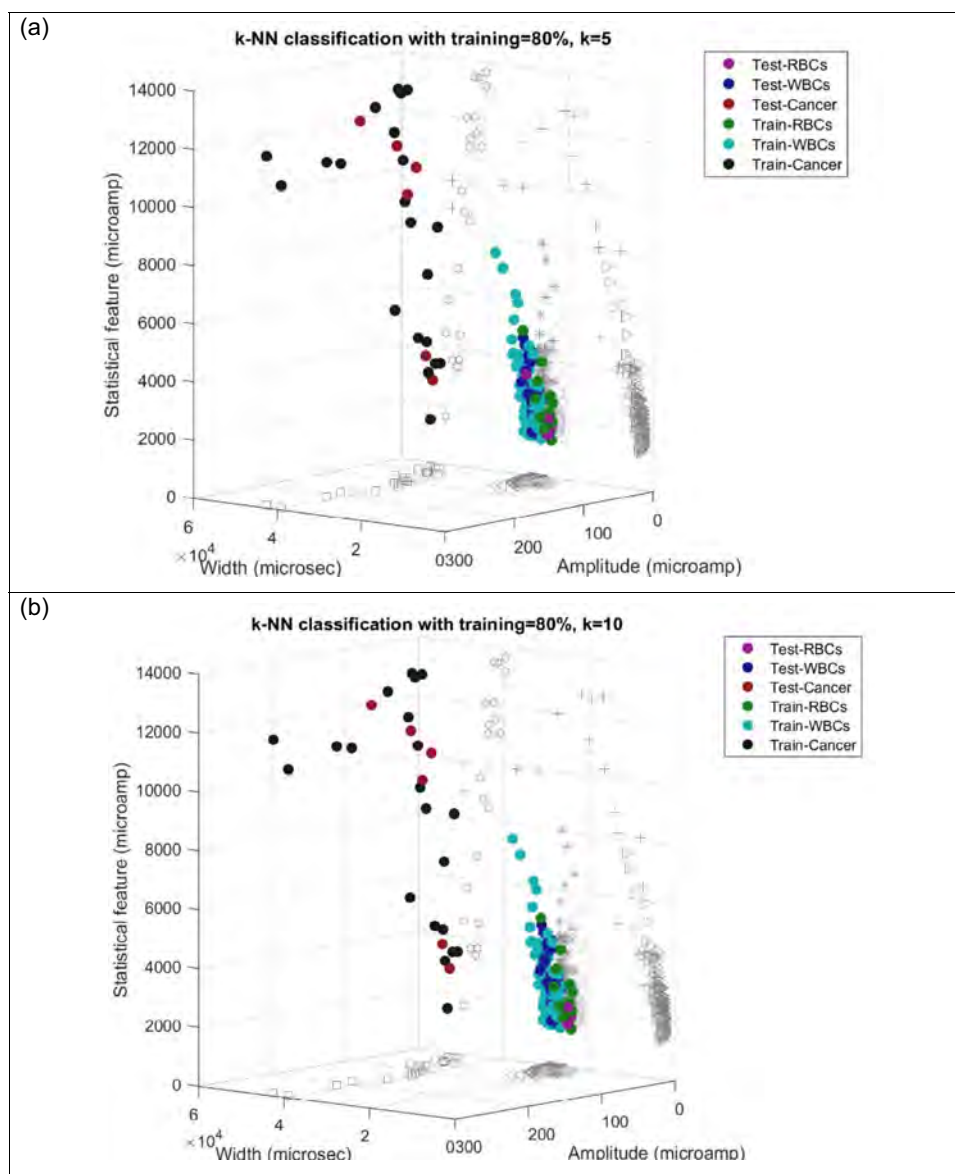 (a)
k-NN classification with training=80%, k=5
Test-RBCs
Test-WBCs
Test-Cancer
Train-RBCs
Train-WBCs
Train-Cancer
Statistical feature (microamp)
14000
12000
10000
8000
6000
4000
2000
0
6
4
2
0300
200
100
0
×10⁴
Width (microsec)
Amplitude (microamp)
(b)
k-NN classification with training=80%, k=10
Test-RBCs
Test-WBCs
Test-Cancer
Train-RBCs
Train-WBCs
Train-Cancer
Statistical feature (microamp)
14000
12000
10000
8000
6000
4000
2000
0
6
4
2
0300
200
100
0
×10⁴
Width (microsec)
Amplitude (microamp)